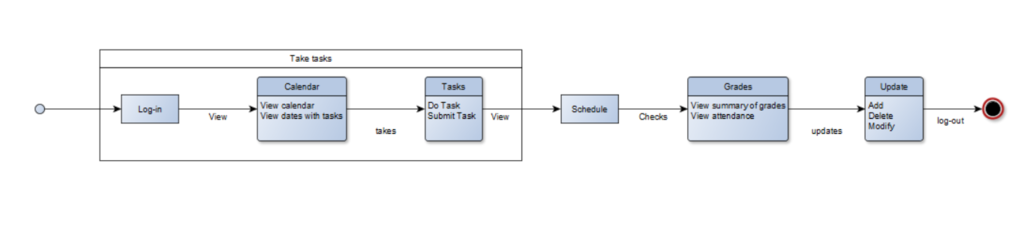 Take tasks
Log-in
View
Calendar
View calendar
View dates with tasks
takes
Tasks
Do Task
Submit Task
View
Schedule
Checks
Grades
View summary of grades
View attendance
updates
Update
Add
Delete
Modify
log-out